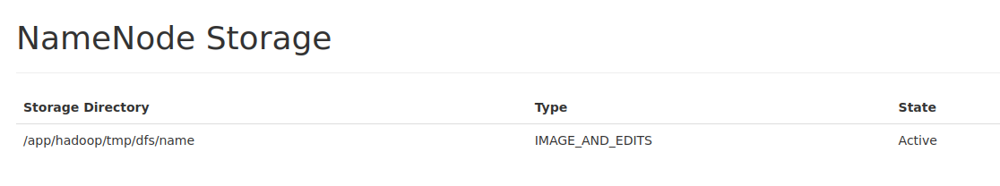 NameNode Storage
Storage Directory Type State
/app/hadoop/tmp/dfs/name IMAGE_AND_EDITS Active